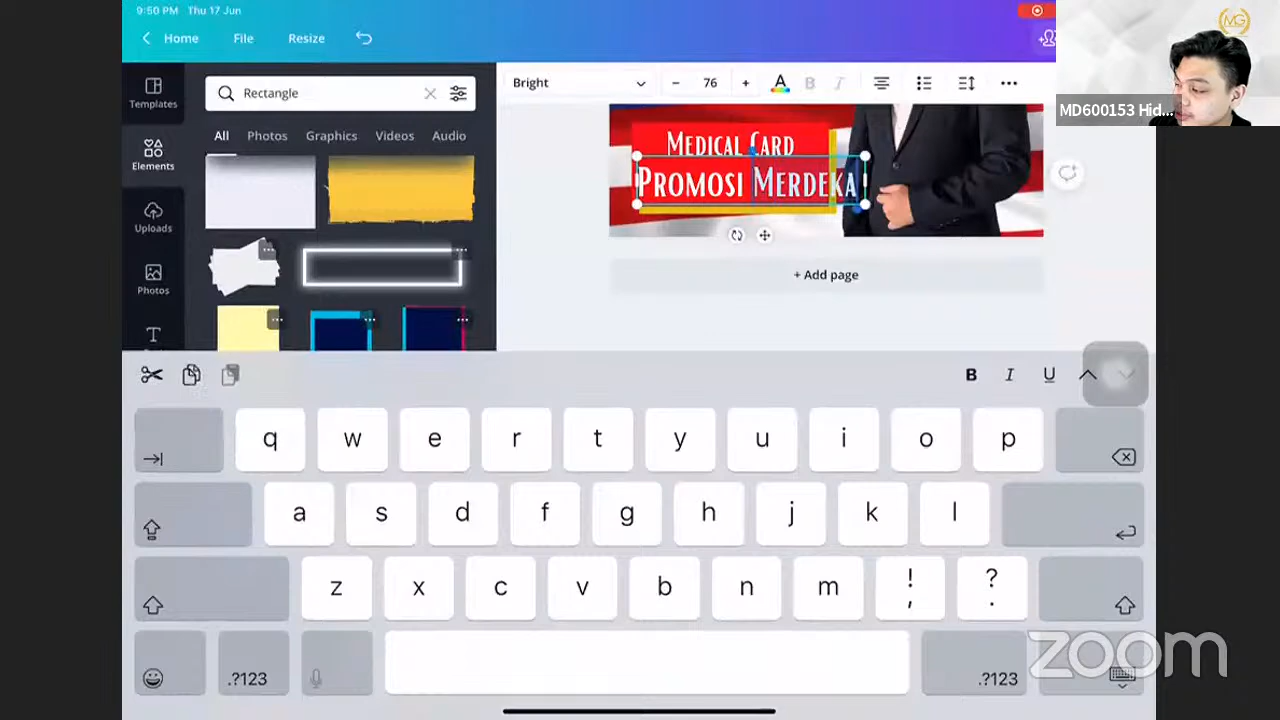 9:50 PM Thu 17 Jun
Home File Resize
MG
MD600153 Hid...
Templates
Rectangle
Bright
76
A B I
All Photos Graphics Videos Audio
Elements
Uploads
Photos
T
MEDICAL CARD
PROMOSI MERDEKA
+ Add page
B I U
q w e r t y u i o p
a s d f g h j k l
z x c v b n m ! , ? .
.?123 .?123
zoom